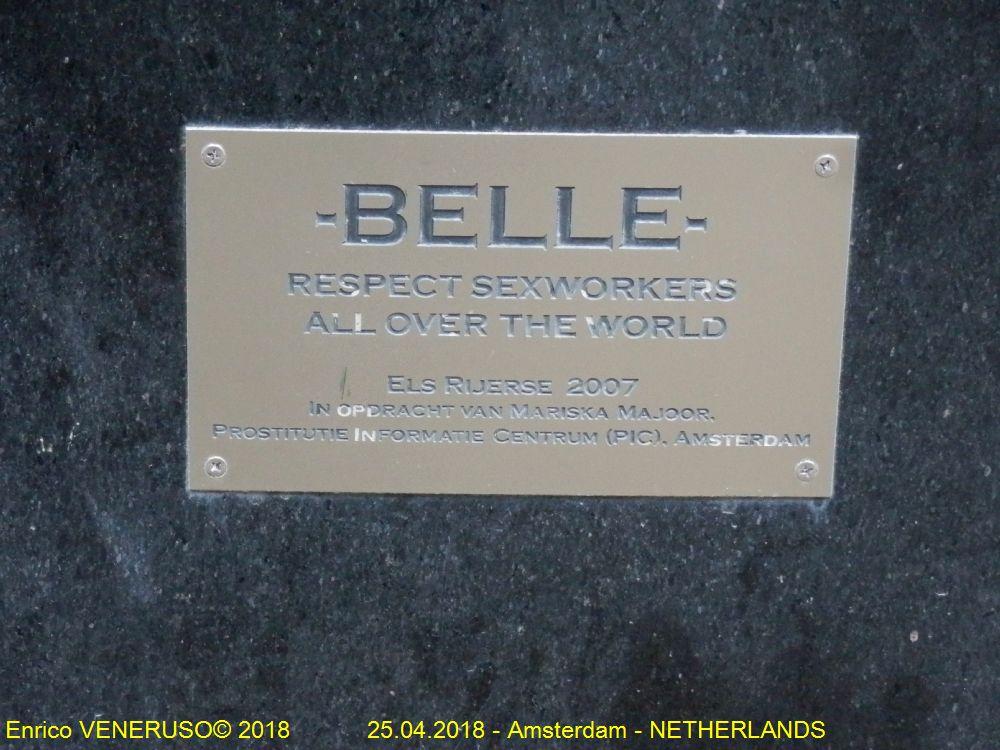 -BELLE-
RESPECT SEXWORKERS
ALL OVER THE WORLD
ELS RIJERSE 2007
IN OPDRACHT VAN MARISKA MAJOOR.
PROSTITUTIE INFORMATIE CENTRUM (PIC). AMSTERDAM
Enrico VENERUSO© 2018 25.04.2018 - Amsterdam - NETHERLANDS